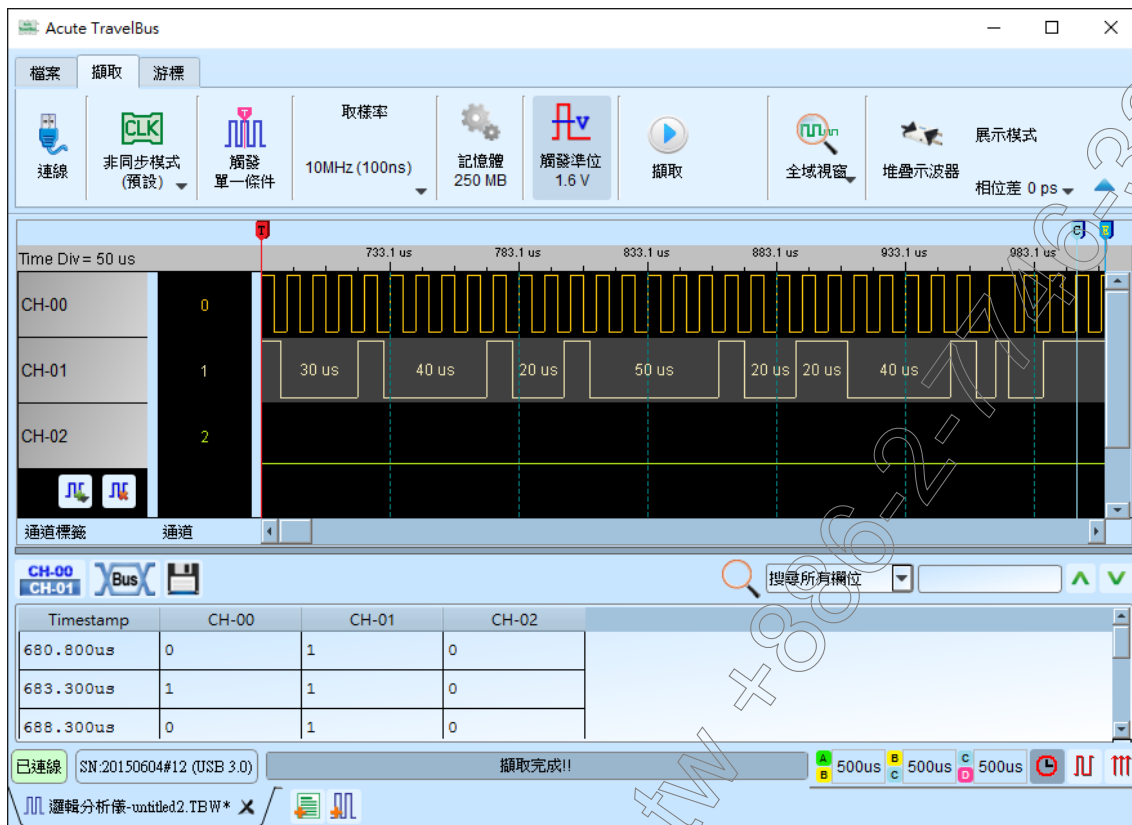 Acute TravelBus
檔案 擷取 游標
取樣率
展示模式
CLK
連線
非同步模式
(預設)
觸發
單一條件
10MHz (100ns)
記憶體
250 MB
觸發準位
1.6 V
擷取
全域視窗
堆疊示波器
相位差 0 ps
T C
Time Div = 50 us 733.1 us 783.1 us 833.1 us 883.1 us 933.1 us 983.1 us
CH-00 0
CH-01 1 30 us 40 us 20 us 50 us 20 us 20 us 40 us
CH-02 2
通道標籤 通道
CH-00
CH-01
Bus
搜尋所有欄位
Timestamp CH-00 CH-01 CH-02
680.800us 0 1 0
683.300us 1 1 0
688.300us 0 1 0
已連線 SN:20150604#12 (USB 3.0) 擷取完成!! A B 500us B C 500us C D 500us
邏輯分析儀-untitled2.TBW*
tw +886-2-